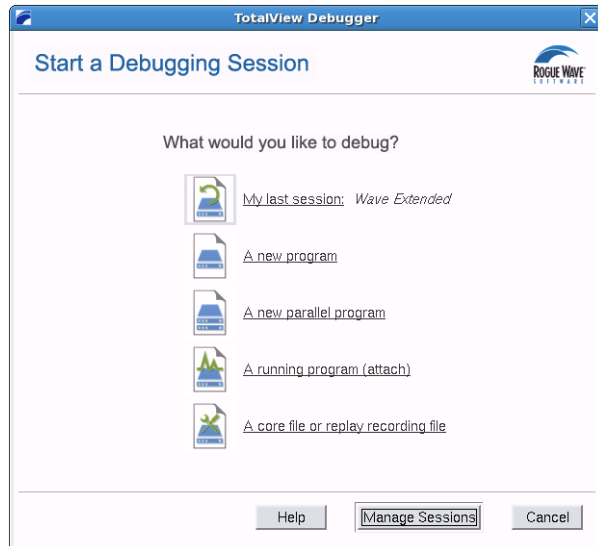 TotalView Debugger
Start a Debugging Session
ROGUE WAVE
SOFTWARE
What would you like to debug?
My last session: Wave Extended
A new program
A new parallel program
A running program (attach)
A core file or replay recording file
Help
Manage Sessions
Cancel